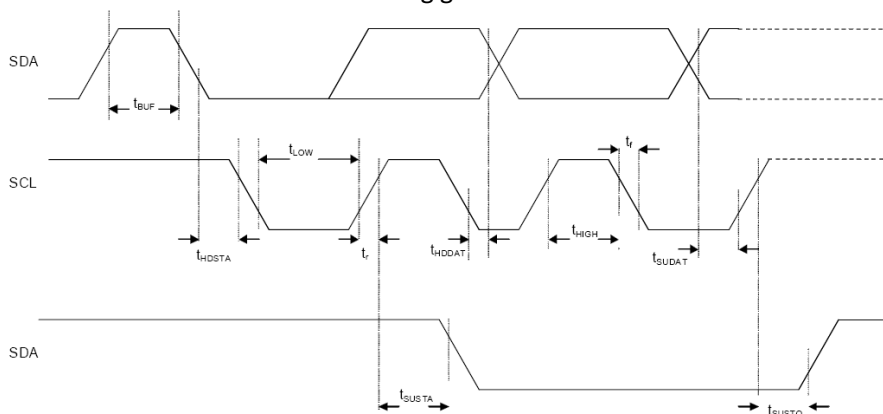 SDA
tBUF
tLOW
tf
SCL
tHDSTA
tr
tHDDAT
tHIGH
tSUDAT
SDA
tSUSTA
tSUSTO